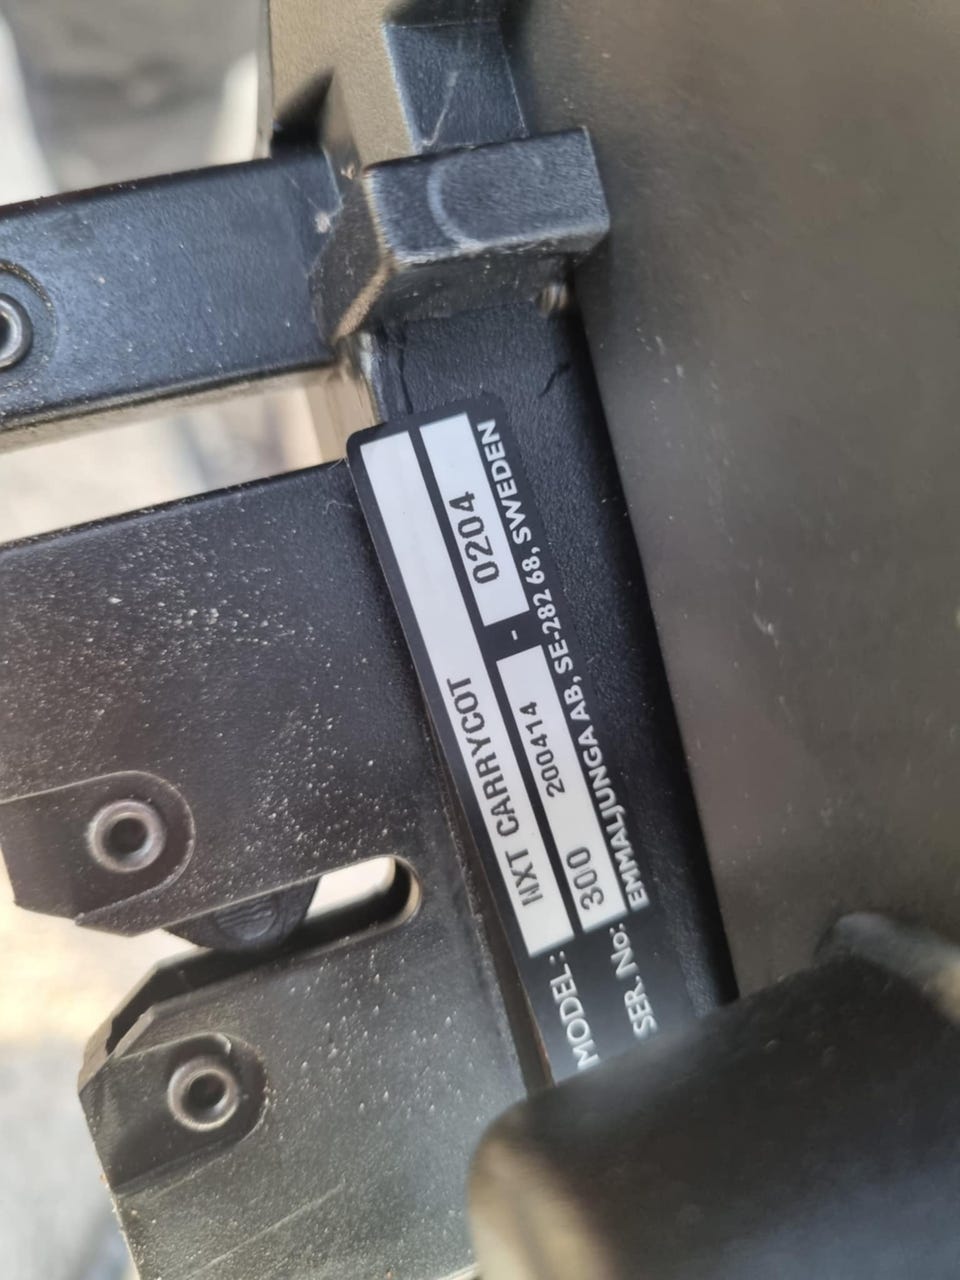 MODEL: NXT CARRYCOT
SER. No: 300 200414 - 0204
EMMALJUNGA AB, SE-282 68, SWEDEN